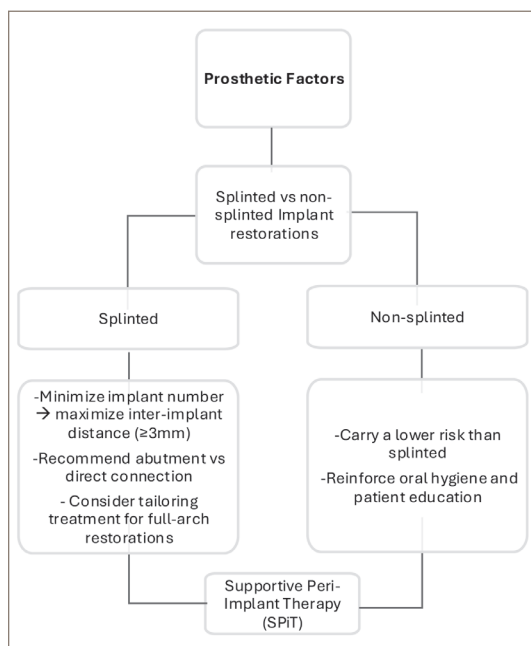 Prosthetic Factors
Splinted vs non-
splinted Implant
restorations
Splinted
Non-splinted
-Minimize implant number
→ maximize inter-implant
distance (≥3mm)
-Recommend abutment vs
direct connection
- Consider tailoring
treatment for full-arch
restorations
-Carry a lower risk than
splinted
-Reinforce oral hygiene and
patient education
Supportive Peri-
Implant Therapy
(SPiT)